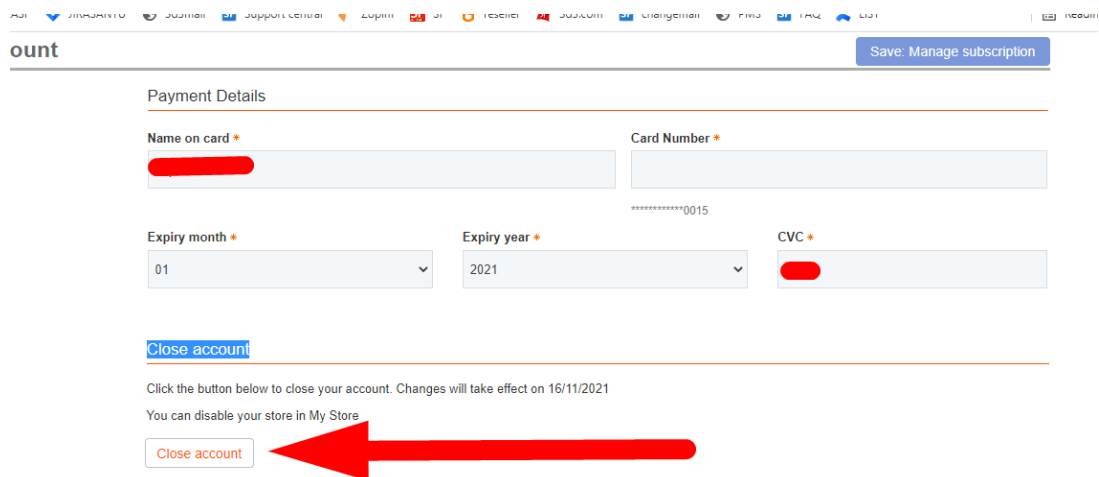 JIRASANTO Support central Zopim reseller changemail PMS FAQ LIST
ount
Save: Manage subscription
Payment Details
Name on card *
Card Number *
************0015
Expiry month *
Expiry year *
CVC *
01
2021
Close account
Click the button below to close your account. Changes will take effect on 16/11/2021
You can disable your store in My Store
Close account